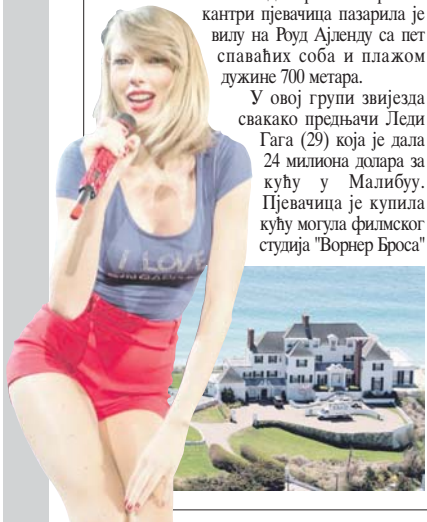 кантри пјевачица пазарила је
вилу на Роуд Ајленду са пет
спаваћих соба и плажом
дужине 700 метара.
У овој групи звијезда
свакако предњачи Леди
Гага (29) која је дала
24 милиона долара за
кућу у Малибуу.
Пјевачица је купила
кућу могула филмског
студија "Ворнер Броса"
I LOVE
SINGAPORE